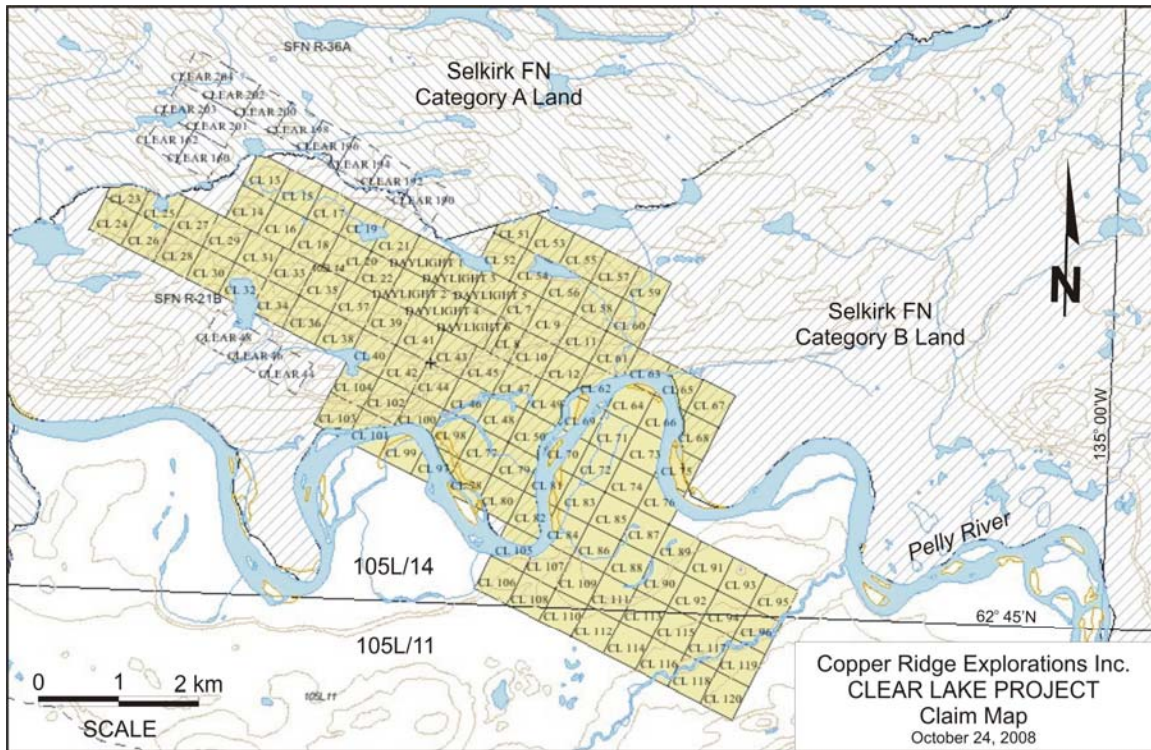 SFN R-36A
Selkirk FN
Category A Land
CLEAR 204
CLEAR 202
CLEAR 203
CLEAR 200
CLEAR 201
CLEAR 198
CLEAR 162
CLEAR 196
CLEAR 160
CLEAR 194
CLEAR 192
CLEAR 190
CL 13
CL 15
CL 23
CL 24
CL 25
CL 14
CL 17
CL 27
CL 16
CL 19
CL 26
CL 29
CL 18
CL 21
CL 28
CL 31
CL 20
DAYLIGHT 1
CL 30
CL 33
105L 14
CL 22
DAYLIGHT 3
CL 32
CL 35
DAYLIGHT 2
DAYLIGHT 5
CL 34
CL 37
DAYLIGHT 4
CL 7
CL 36
CL 39
DAYLIGHT 6
CL 9
CL 38
CL 41
CL 8
CL 11
CL 40
CL 43
CL 10
CL 61
CL 51
CL 53
CL 52
CL 55
CL 54
CL 57
CL 56
CL 59
CL 58
CL 60
SFN R-21B
CLEAR 48
CLEAR 46
CLEAR 44
Selkirk FN
Category B Land
N
CL 42
CL 45
CL 12
CL 63
CL 104
CL 44
CL 47
CL 62
CL 65
CL 102
CL 46
CL 49
CL 64
CL 67
CL 103
CL 100
CL 48
CL 69
CL 66
CL 101
CL 98
CL 50
CL 71
CL 68
CL 99
CL 77
CL 70
CL 73
CL 97
CL 79
CL 72
CL 75
CL 78
CL 81
CL 74
CL 80
CL 83
CL 76
CL 82
CL 85
CL 84
CL 87
CL 105
CL 86
CL 89
CL 107
CL 88
CL 91
CL 106
CL 109
CL 90
CL 93
CL 108
CL 111
CL 92
CL 95
CL 110
CL 113
CL 94
CL 112
CL 115
CL 96
CL 114
CL 117
CL 116
CL 119
CL 118
CL 120
135° 00'W
Pelly River
105L/14
62° 45'N
105L/11
105L 11
0 1 2 km
SCALE
Copper Ridge Explorations Inc.
CLEAR LAKE PROJECT
Claim Map
October 24, 2008